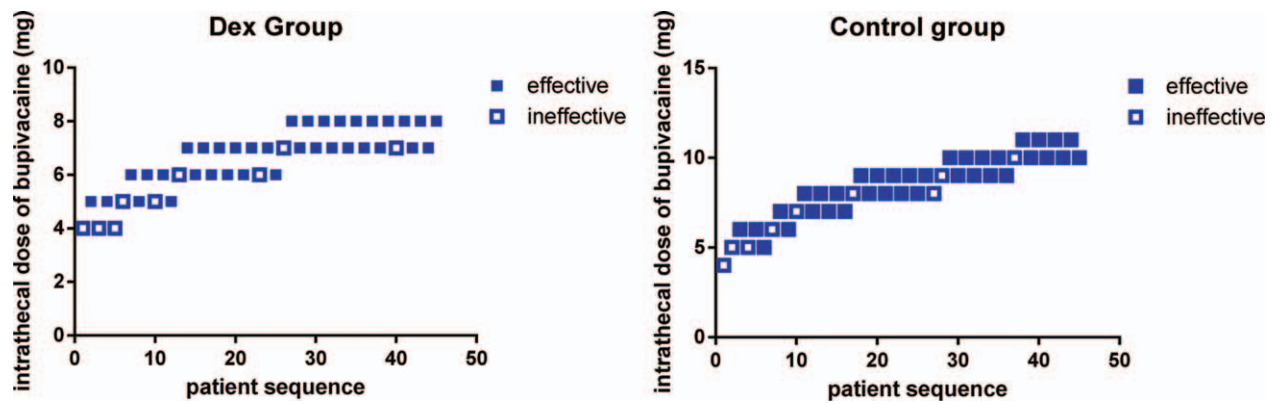 Dex Group
intrathecal dose of bupivacaine (mg)
10
8
6
4
2
0
0 10 20 30 40 50
patient sequence
effective
ineffective
Control group
intrathecal dose of bupivacaine (mg)
15
10
5
0
0 10 20 30 40 50
patient sequence
effective
ineffective